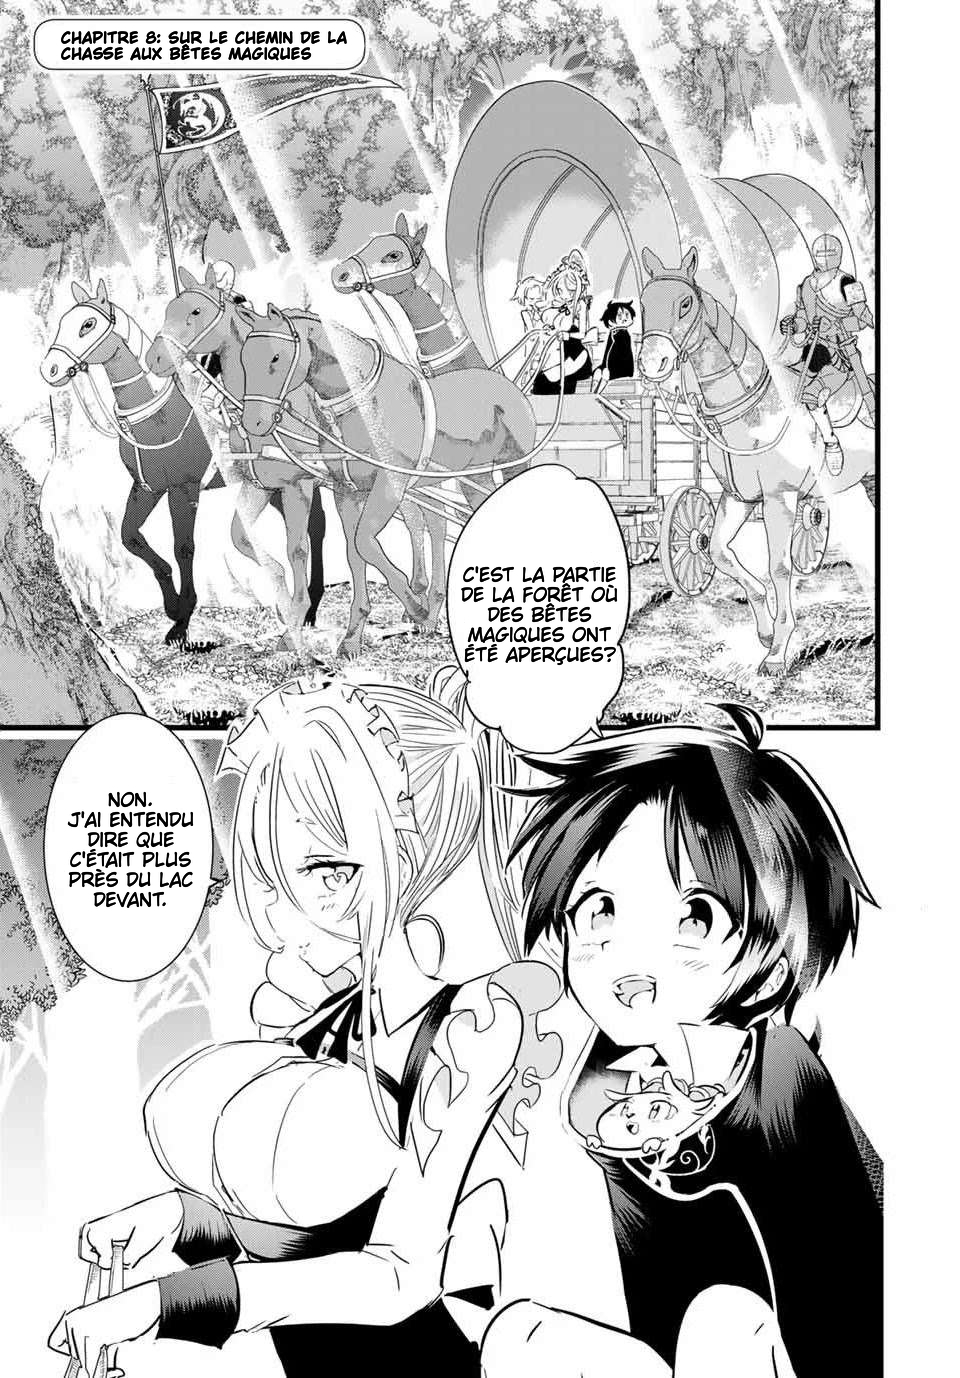 CHAPITRE 8: SUR LE CHEMIN DE LA
CHASSE AUX BÊTES MAGIQUES
C'EST LA PARTIE
DE LA FORÊT OÙ
DES BÊTES
MAGIQUES ONT
ÉTÉ APERÇUES?
NON.
J'AI ENTENDU
DIRE QUE
C'ÉTAIT PLUS
PRÈS DU LAC
DEVANT.